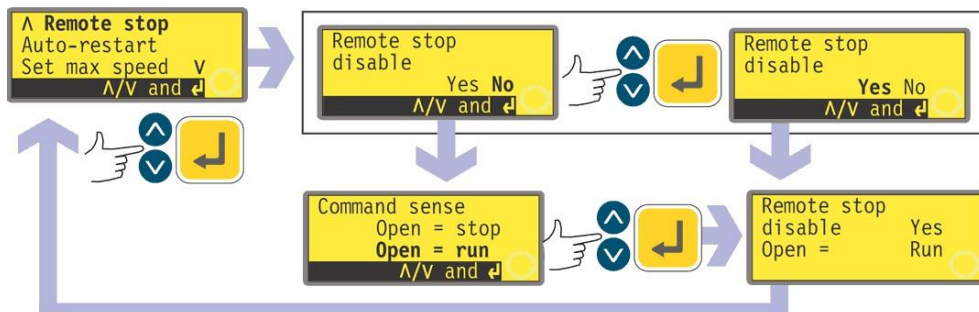 Λ Remote stop
Auto-restart
Set max speed V
Λ/V and ↵
Remote stop
disable
Yes No
Λ/V and ↵
Remote stop
disable
Yes No
Λ/V and ↵
Command sense
Open = stop
Open = run
Λ/V and ↵
Remote stop
disable Yes
Open = Run